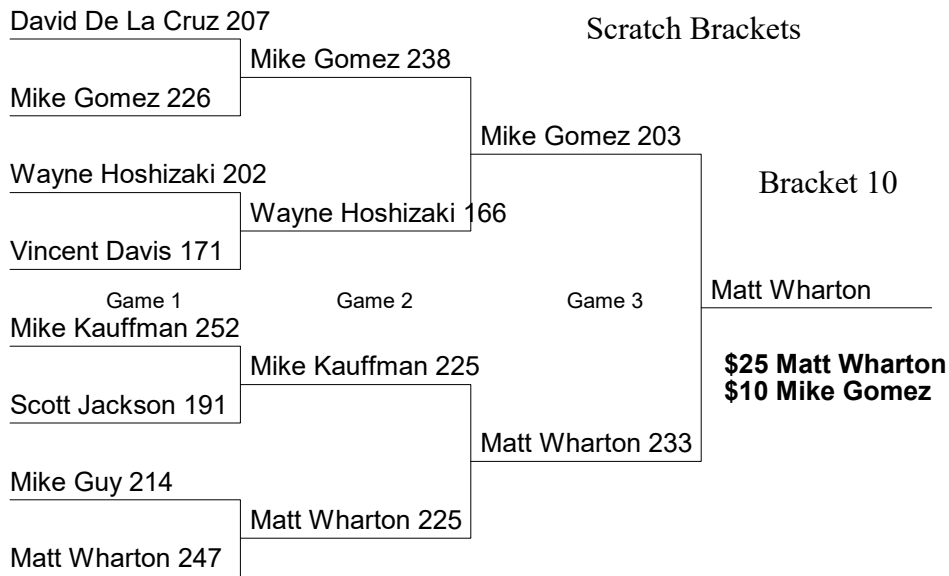 David De La Cruz 207
Scratch Brackets
Mike Gomez 238
Mike Gomez 226
Mike Gomez 203
Wayne Hoshizaki 202
Bracket 10
Wayne Hoshizaki 166
Vincent Davis 171
Game 1
Game 2
Game 3
Matt Wharton
Mike Kauffman 252
Mike Kauffman 225
$25 Matt Wharton
$10 Mike Gomez
Scott Jackson 191
Matt Wharton 233
Mike Guy 214
Matt Wharton 225
Matt Wharton 247